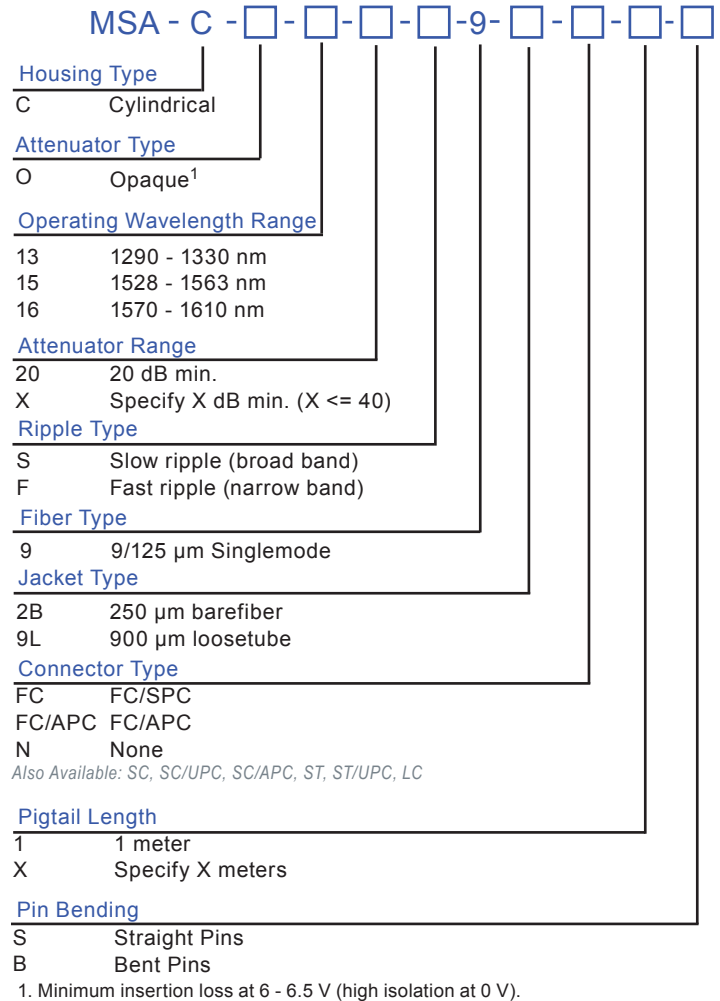 MSA - C - □ - □ - □ - □ -9- □ - □ - □ - □
Housing Type
C Cylindrical
Attenuator Type
O Opaque¹
Operating Wavelength Range
13 1290 - 1330 nm
15 1528 - 1563 nm
16 1570 - 1610 nm
Attenuator Range
20 20 dB min.
X Specify X dB min. (X <= 40)
Ripple Type
S Slow ripple (broad band)
F Fast ripple (narrow band)
Fiber Type
9 9/125 µm Singlemode
Jacket Type
2B 250 µm barefiber
9L 900 µm loosetube
Connector Type
FC FC/SPC
FC/APC FC/APC
N None
Also Available: SC, SC/UPC, SC/APC, ST, ST/UPC, LC
Pigtail Length
1 1 meter
X Specify X meters
Pin Bending
S Straight Pins
B Bent Pins
1. Minimum insertion loss at 6 - 6.5 V (high isolation at 0 V).